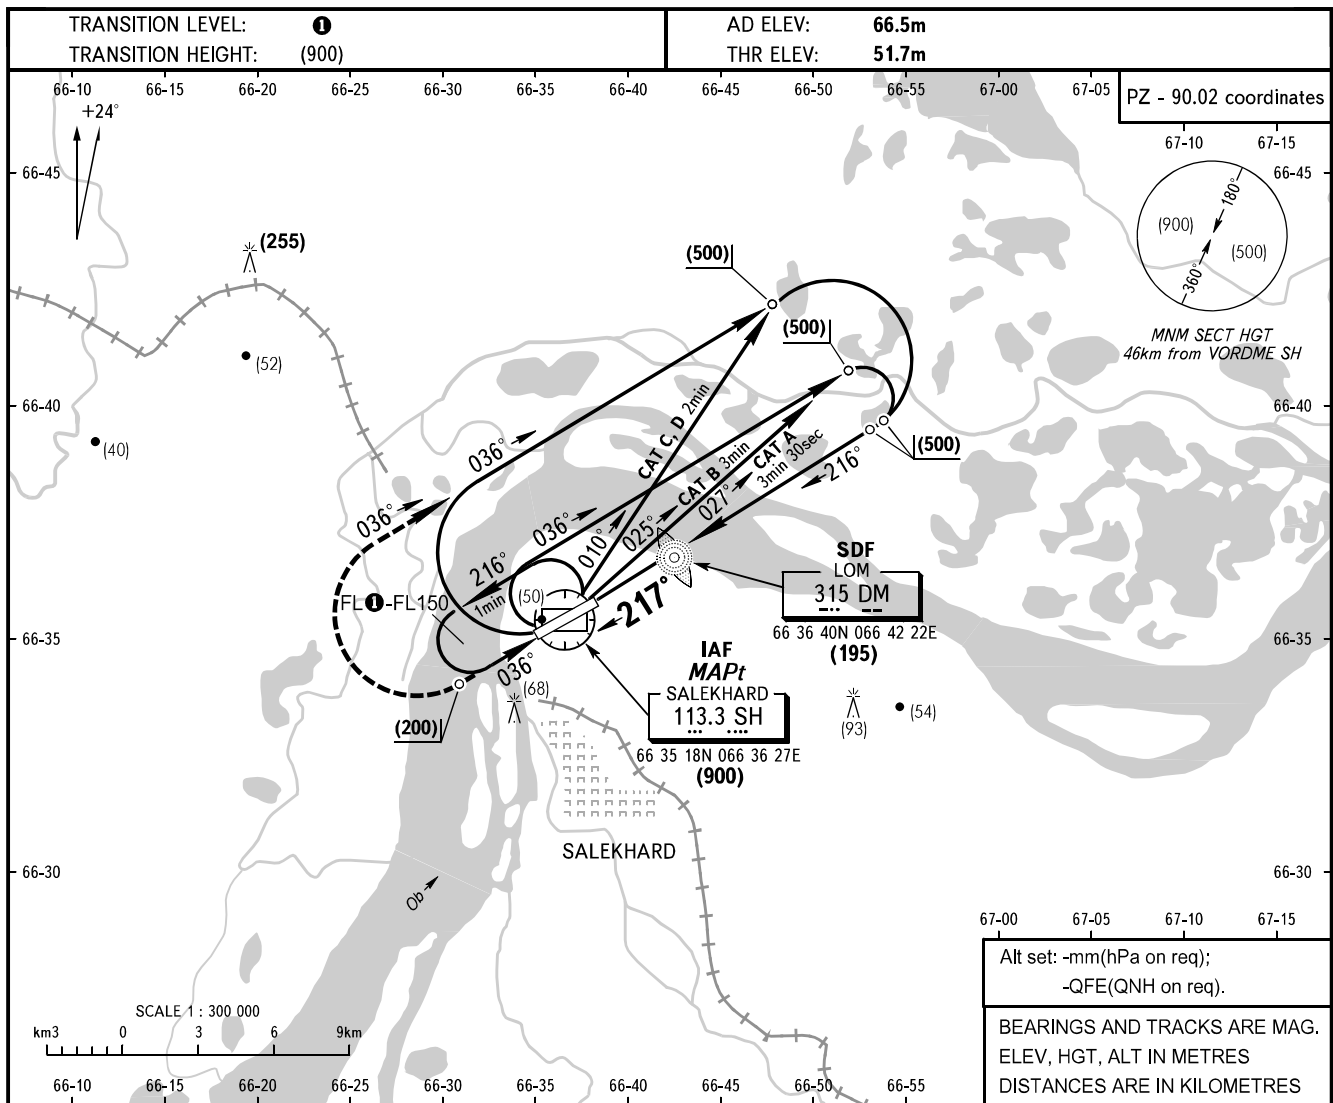 TRANSITION LEVEL: 1
TRANSITION HEIGHT: (900)
AD ELEV: 66.5m
THR ELEV: 51.7m
66-10 66-15 66-20 66-25 66-30 66-35 66-40 66-45 66-50 66-55 67-00 67-05
PZ - 90.02 coordinates
+24°
67-10 67-15
66-45 66-45
180°
(900)
(500)
360°
MNM SECT HGT
46km from VORDME SH
(255)
(500)
(500)
(52)
66-40 66-40
(40)
(500)
036°
CAT C, D 2min
CAT B 3min
CAT A
3min 30sec
216°
036°
036°
010°
025°
027°
216°
1min
(50)
FL1-FL150
217°
SDF
LOM
315 DM
66 36 40N 066 42 22E
(195)
66-35 66-35
036°
(68)
(200)
IAF
MAPt
SALEKHARD
113.3 SH
66 35 18N 066 36 27E
(900)
(93)
(54)
SALEKHARD
66-30 66-30
Ob
67-00 67-05 67-10 67-15
Alt set: -mm(hPa on req);
-QFE(QNH on req).
SCALE 1 : 300 000
km3 0 3 6 9km
BEARINGS AND TRACKS ARE MAG.
ELEV, HGT, ALT IN METRES
DISTANCES ARE IN KILOMETRES
66-10 66-15 66-20 66-25 66-30 66-35 66-40 66-45 66-50 66-55